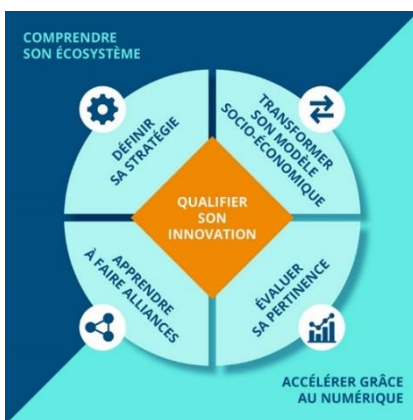 COMPRENDRE
SON ÉCOSYSTÈME
DÉFINIR
SA STRATÉGIE
TRANSFORMER
SON MODÈLE
SOCIO-ÉCONOMIQUE
QUALIFIER
SON
INNOVATION
APPRENDRE
À FAIRE ALLIANCES
ÉVALUER
SA PERTINENCE
ACCÉLÉRER GRÂCE
AU NUMÉRIQUE